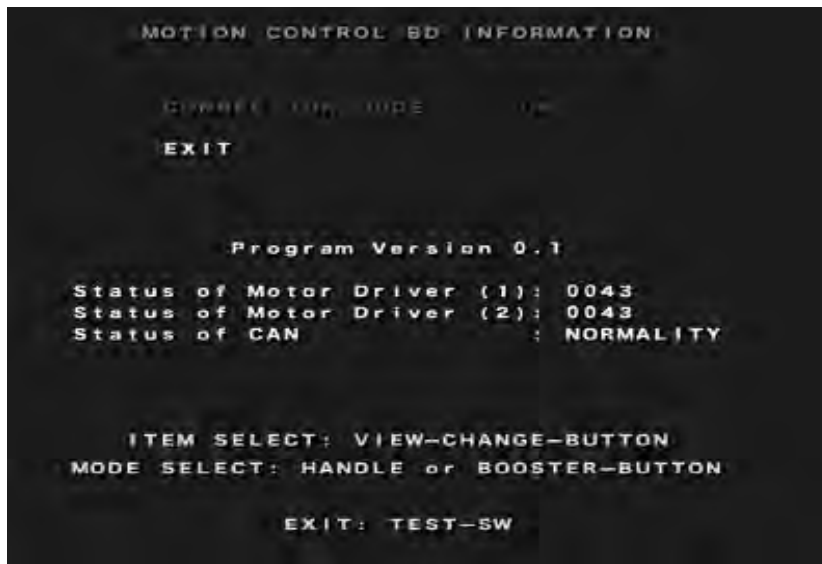 MOTION CONTROL BD INFORMATION
EXIT
Program Version 0.1
Status of Motor Driver (1): 0043
Status of Motor Driver (2): 0043
Status of CAN : NORMALITY
ITEM SELECT: VIEW-CHANGE-BUTTON
MODE SELECT: HANDLE or BOOSTER-BUTTON
EXIT: TEST-SW